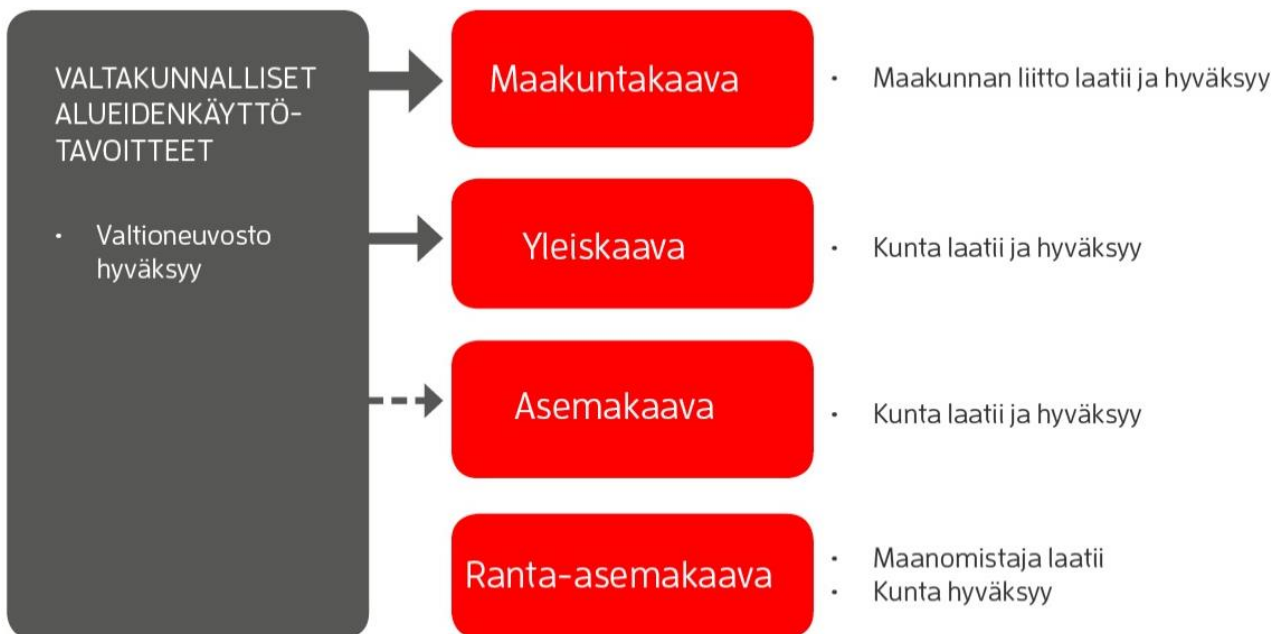 VALTAKUNNALLISET
ALUEIDENKÄYTTÖ-
TAVOITTEET
• Valtioneuvosto
hyväksyy
Maakuntakaava
• Maakunnan liitto laatii ja hyväksyy
Yleiskaava
• Kunta laatii ja hyväksyy
Asemakaava
• Kunta laatii ja hyväksyy
Ranta-asemakaava
• Maanomistaja laatii
• Kunta hyväksyy